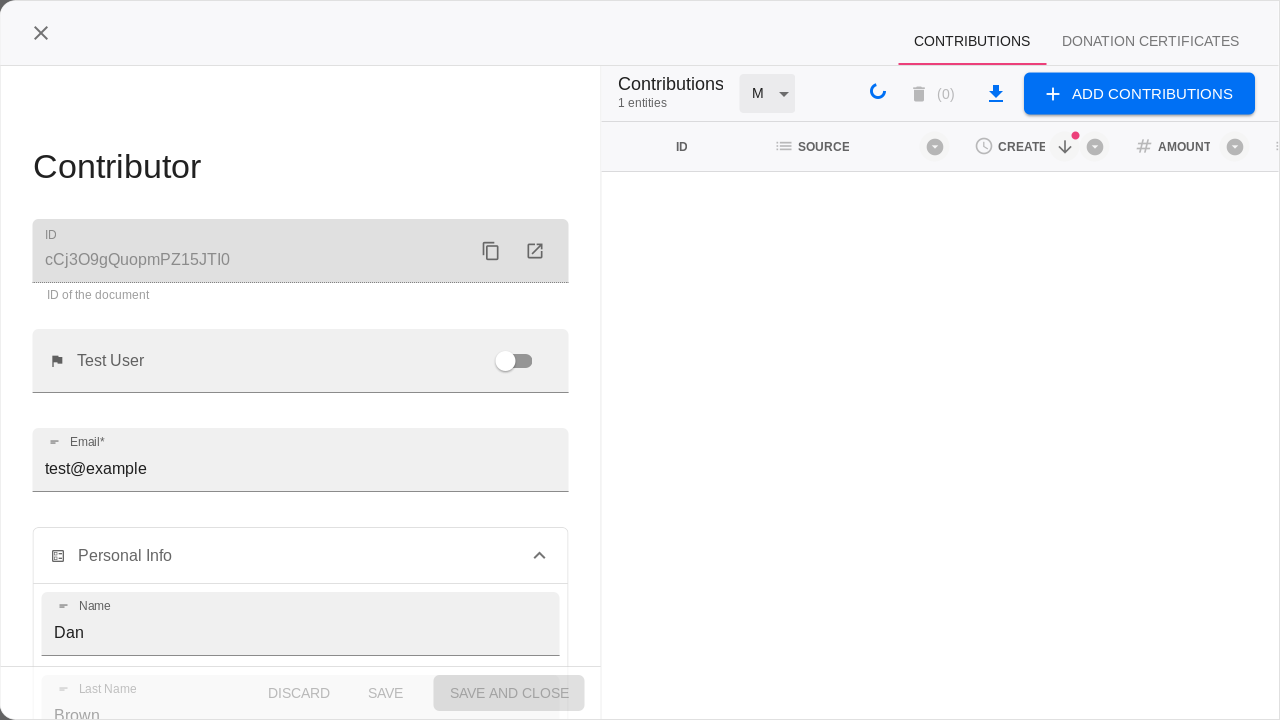 CONTRIBUTIONS
DONATION CERTIFICATES
Contributions
1 entities
M
(0)
ADD CONTRIBUTIONS
ID
SOURCE
CREATE
AMOUNT
Contributor
ID
cCj3O9gQuopmPZ15JTI0
ID of the document
Test User
Email*
test@example
Personal Info
Name
Dan
Last Name
Brown
DISCARD
SAVE
SAVE AND CLOSE